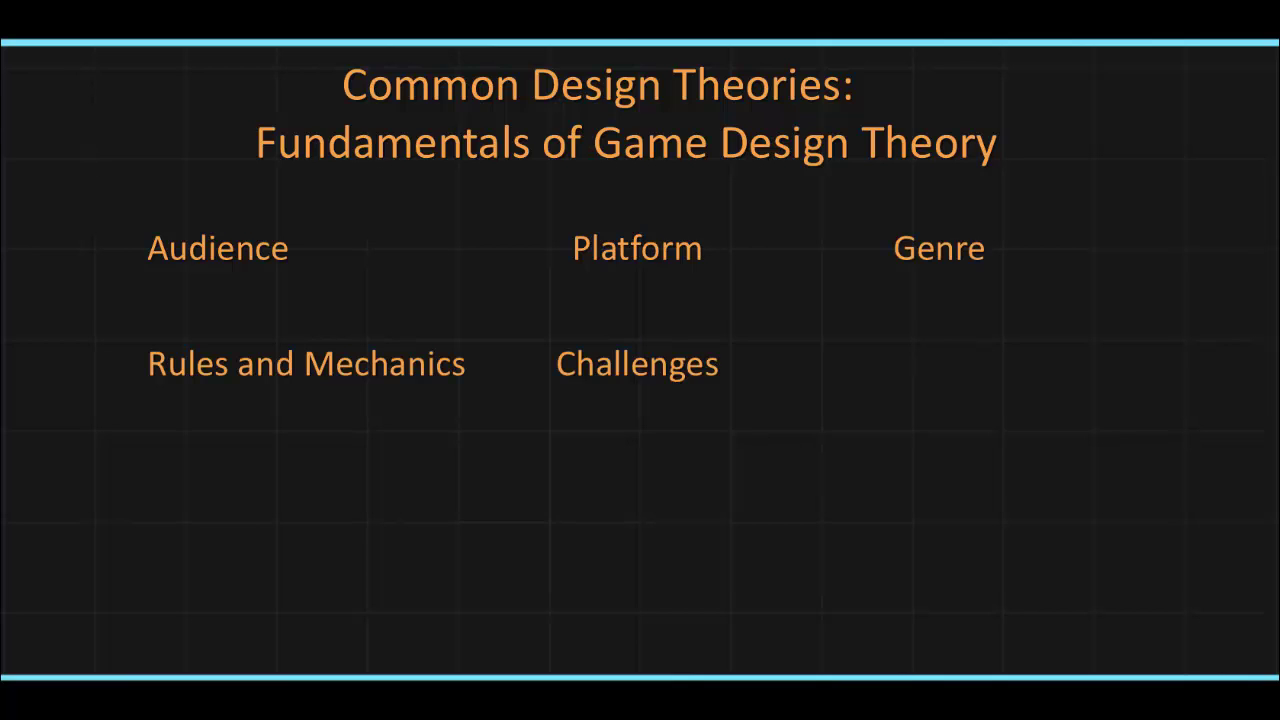 Common Design Theories:
Fundamentals of Game Design Theory
Audience Platform Genre
Rules and Mechanics Challenges